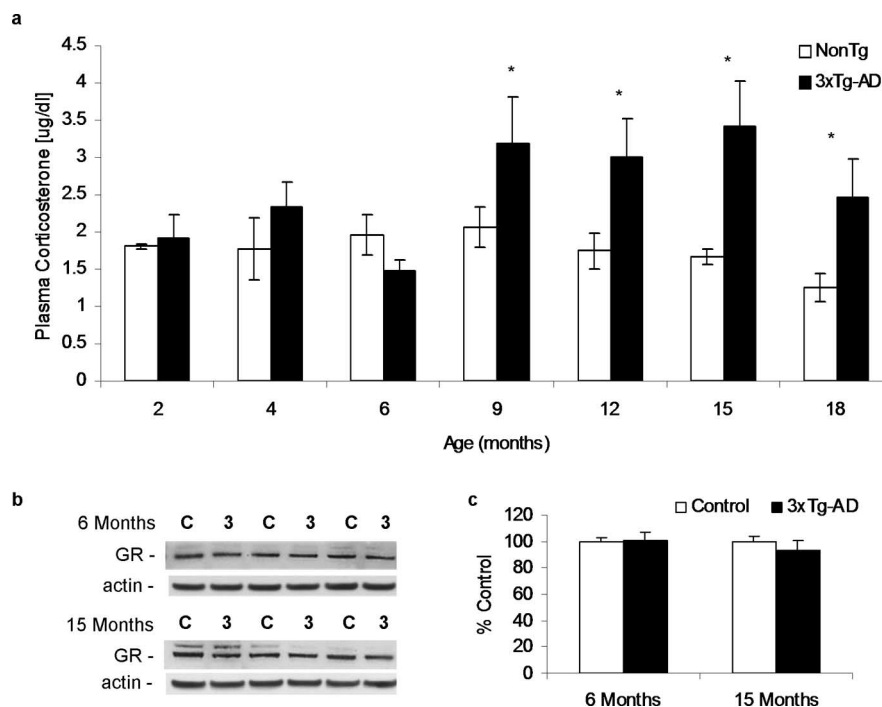 a
4.5
4
3.5
3
2.5
2
1.5
1
0.5
0
Plasma Corticosterone [ug/dl]
NonTg
3xTg-AD
* * * *
2 4 6 9 12 15 18
Age (months)
b
6 Months C 3 C 3 C 3
GR -
actin -
15 Months C 3 C 3 C 3
GR -
actin -
c
Control 3xTg-AD
120
100
80
60
40
20
0
% Control
6 Months 15 Months